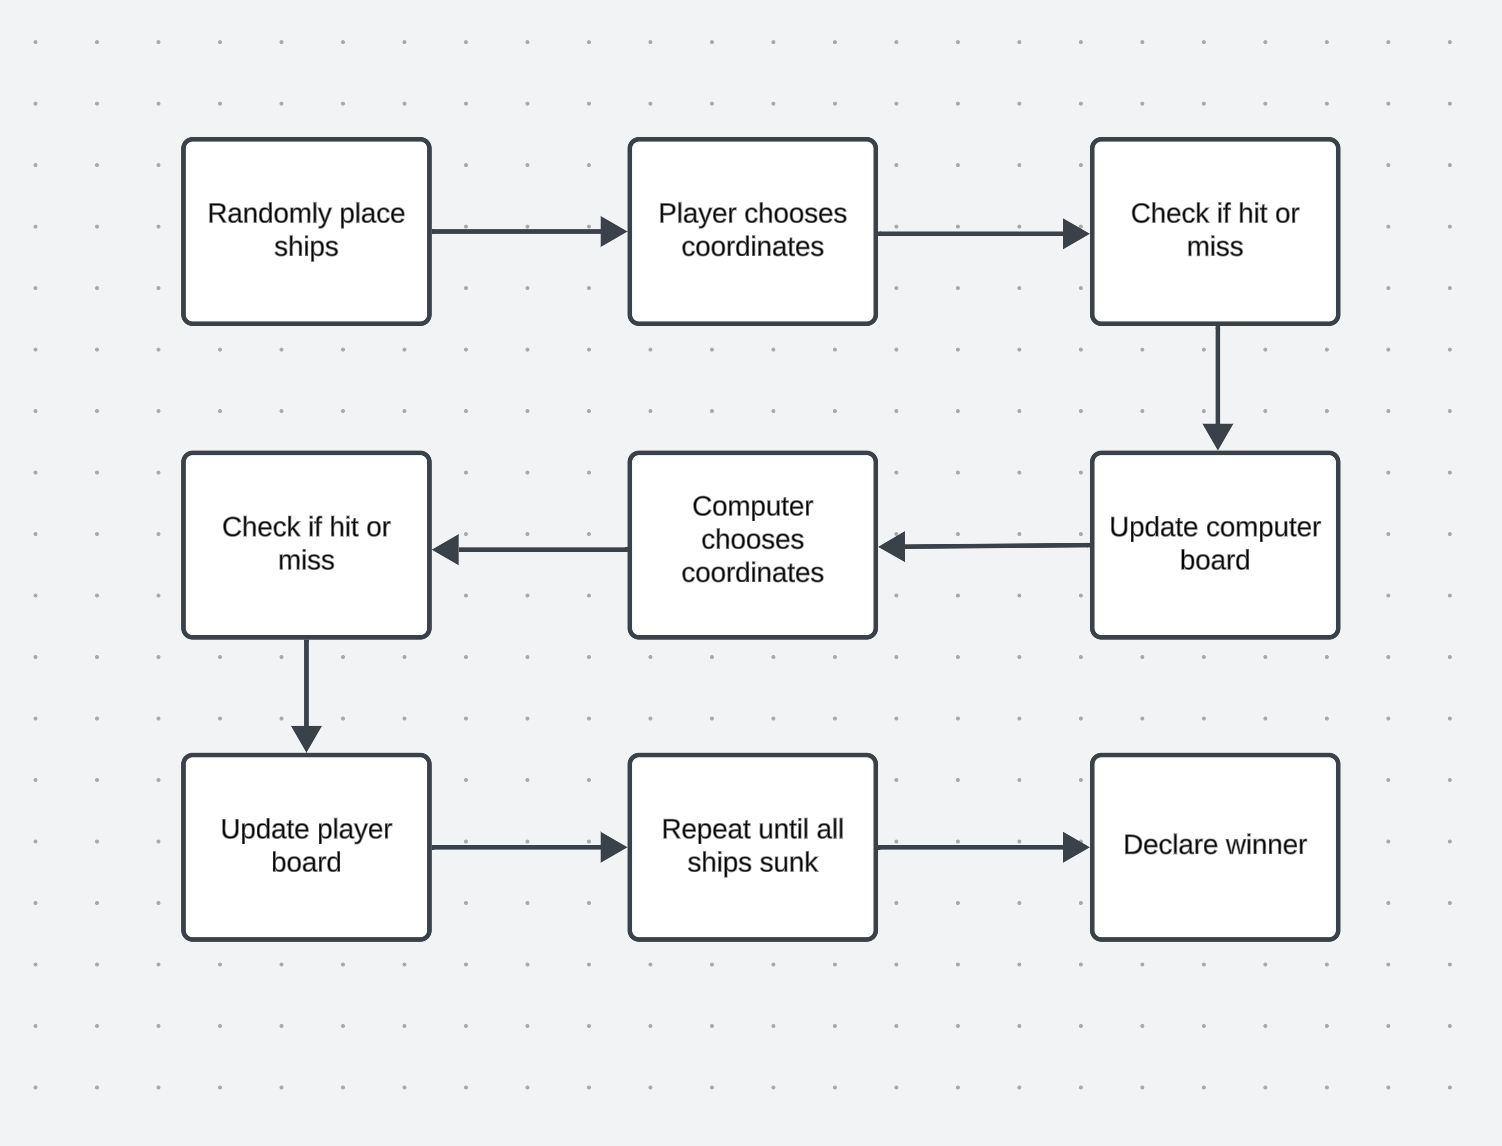 Randomly place
ships
Player chooses
coordinates
Check if hit or
miss
Update computer
board
Computer
chooses
coordinates
Check if hit or
miss
Update player
board
Repeat until all
ships sunk
Declare winner